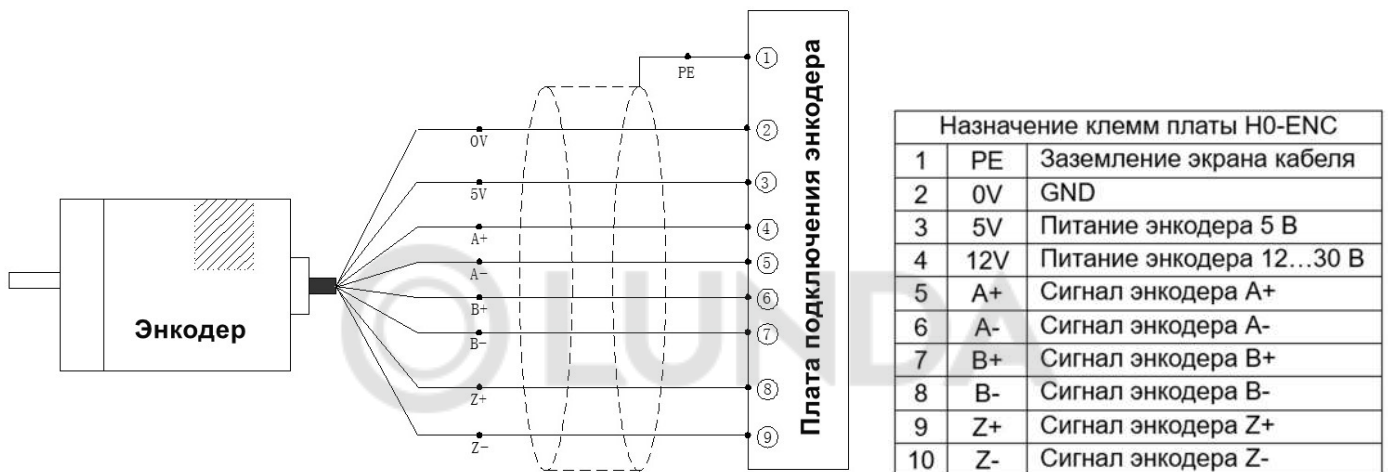 Энкодер
PE
0V
5V
A+
A-
B+
B-
Z+
Z-
1
2
3
4
5
6
7
8
9
Плата подключения энкодера
LUNDA
Назначение клемм платы H0-ENC
1 PE Заземление экрана кабеля
2 0V GND
3 5V Питание энкодера 5 В
4 12V Питание энкодера 12...30 В
5 A+ Сигнал энкодера A+
6 A- Сигнал энкодера A-
7 B+ Сигнал энкодера B+
8 B- Сигнал энкодера B-
9 Z+ Сигнал энкодера Z+
10 Z- Сигнал энкодера Z-